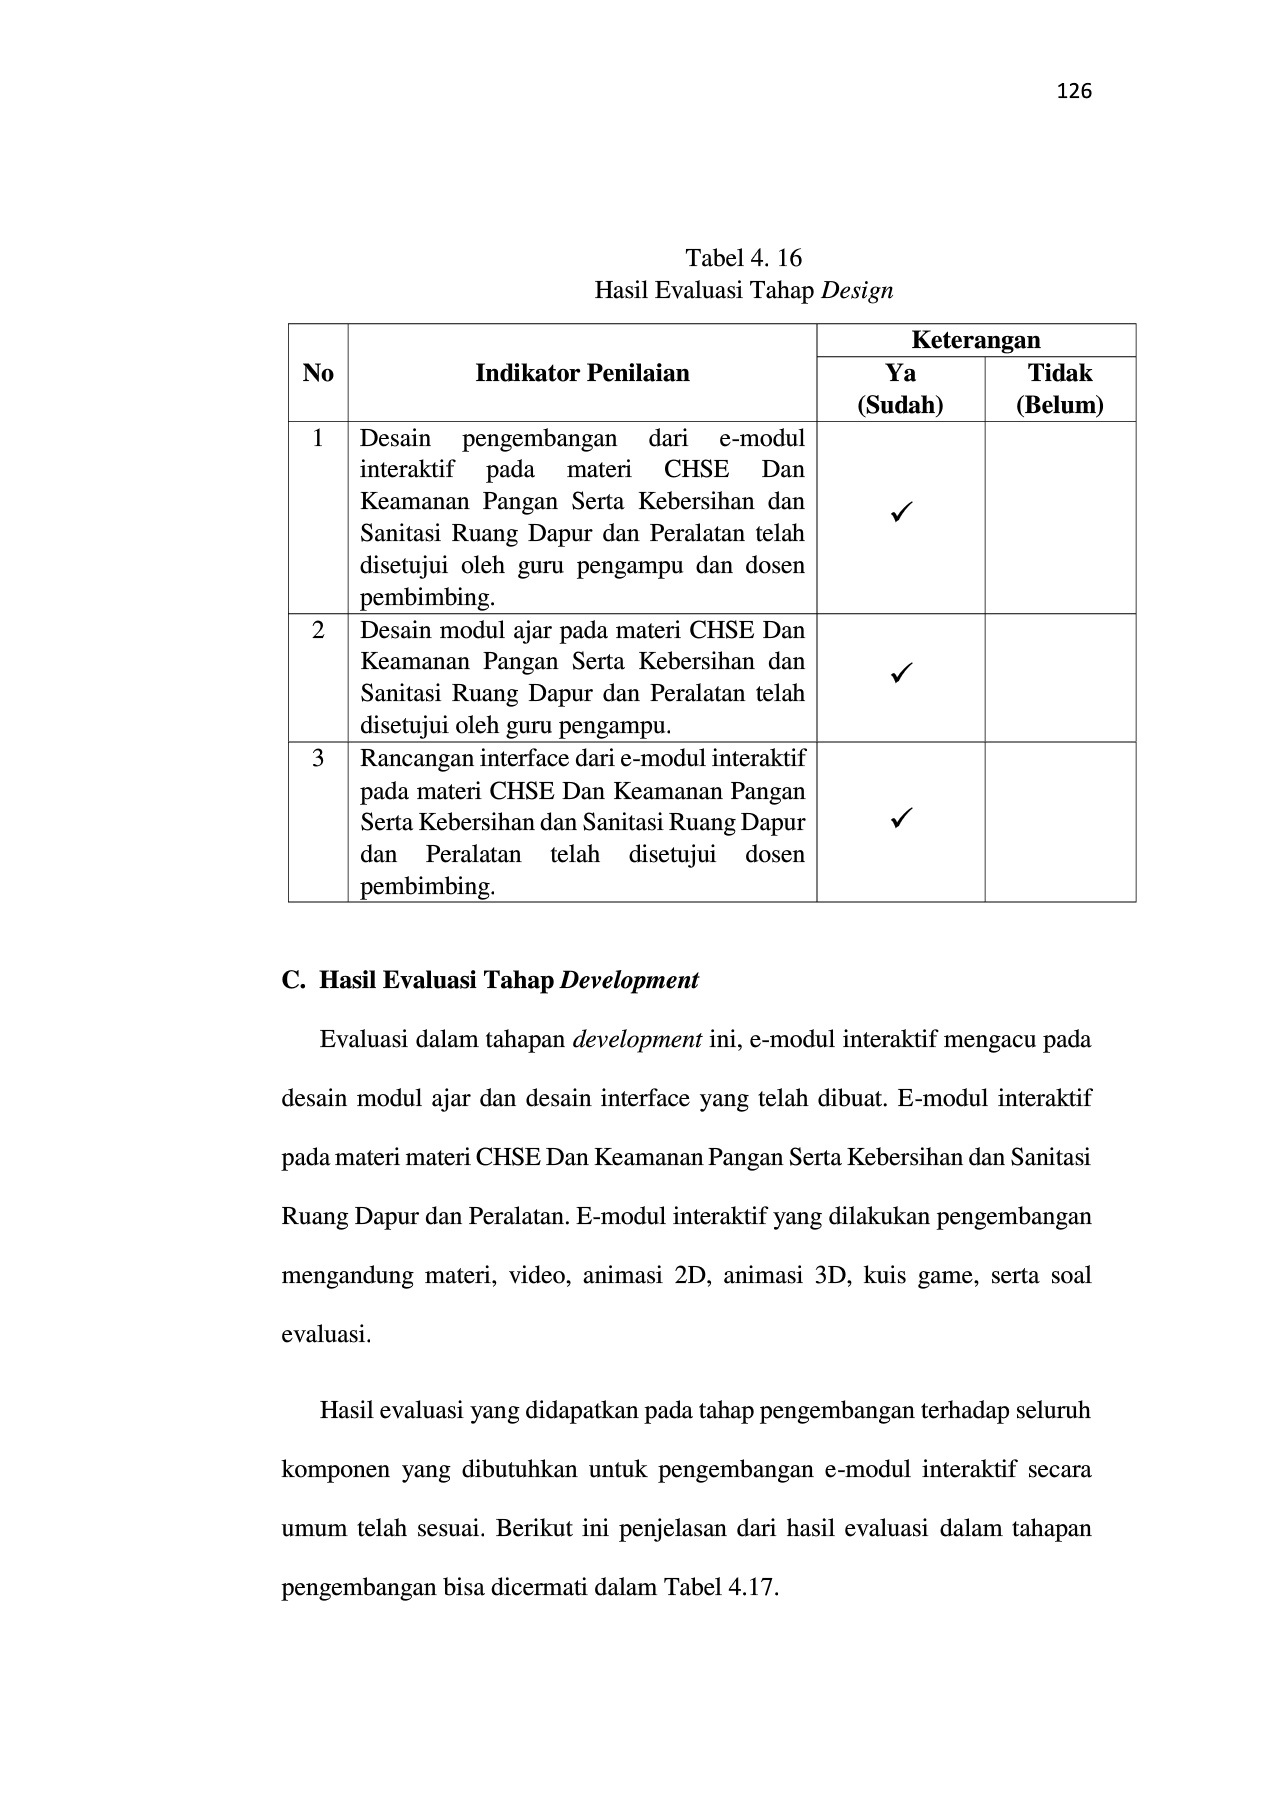 126
Tabel 4. 16
Hasil Evaluasi Tahap Design
No
Indikator Penilaian
Keterangan
Ya
(Sudah)
Tidak
(Belum)
1
Desain pengembangan dari e-modul
interaktif pada materi CHSE Dan
Keamanan Pangan Serta Kebersihan dan
Sanitasi Ruang Dapur dan Peralatan telah
disetujui oleh guru pengampu dan dosen
pembimbing.
✓
2
Desain modul ajar pada materi CHSE Dan
Keamanan Pangan Serta Kebersihan dan
Sanitasi Ruang Dapur dan Peralatan telah
disetujui oleh guru pengampu.
✓
3
Rancangan interface dari e-modul interaktif
pada materi CHSE Dan Keamanan Pangan
Serta Kebersihan dan Sanitasi Ruang Dapur
dan Peralatan telah disetujui dosen
pembimbing.
✓
C. Hasil Evaluasi Tahap Development
Evaluasi dalam tahapan development ini, e-modul interaktif mengacu pada
desain modul ajar dan desain interface yang telah dibuat. E-modul interaktif
pada materi materi CHSE Dan Keamanan Pangan Serta Kebersihan dan Sanitasi
Ruang Dapur dan Peralatan. E-modul interaktif yang dilakukan pengembangan
mengandung materi, video, animasi 2D, animasi 3D, kuis game, serta soal
evaluasi.
Hasil evaluasi yang didapatkan pada tahap pengembangan terhadap seluruh
komponen yang dibutuhkan untuk pengembangan e-modul interaktif secara
umum telah sesuai. Berikut ini penjelasan dari hasil evaluasi dalam tahapan
pengembangan bisa dicermati dalam Tabel 4.17.